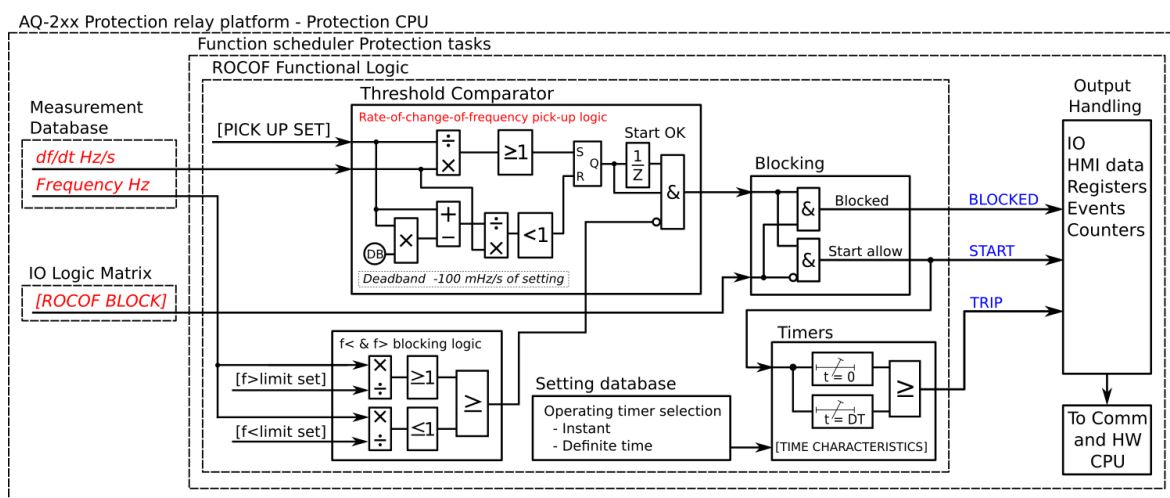 AQ-2xx Protection relay platform - Protection CPU
Function scheduler Protection tasks
ROCOF Functional Logic
Measurement
Database
df/dt Hz/s
Frequency Hz
IO Logic Matrix
[ROCOF BLOCK]
[PICK UP SET]
Threshold Comparator
Rate-of-change-of-frequency pick-up logic
÷
×
≥1
S
R
Q
Start OK
1
Z
&
DB
×
+
−
÷
×
<1
Deadband -100 mHz/s of setting
Blocking
&
Blocked
&
Start allow
BLOCKED
START
TRIP
Output
Handling
IO
HMI data
Registers
Events
Counters
To Comm
and HW
CPU
f< & f> blocking logic
[f>limit set]
×
÷
≥1
[f<limit set]
×
÷
≤1
≥
Setting database
Operating timer selection
- Instant
- Definite time
Timers
t = 0
t = DT
≥
[TIME CHARACTERISTICS]